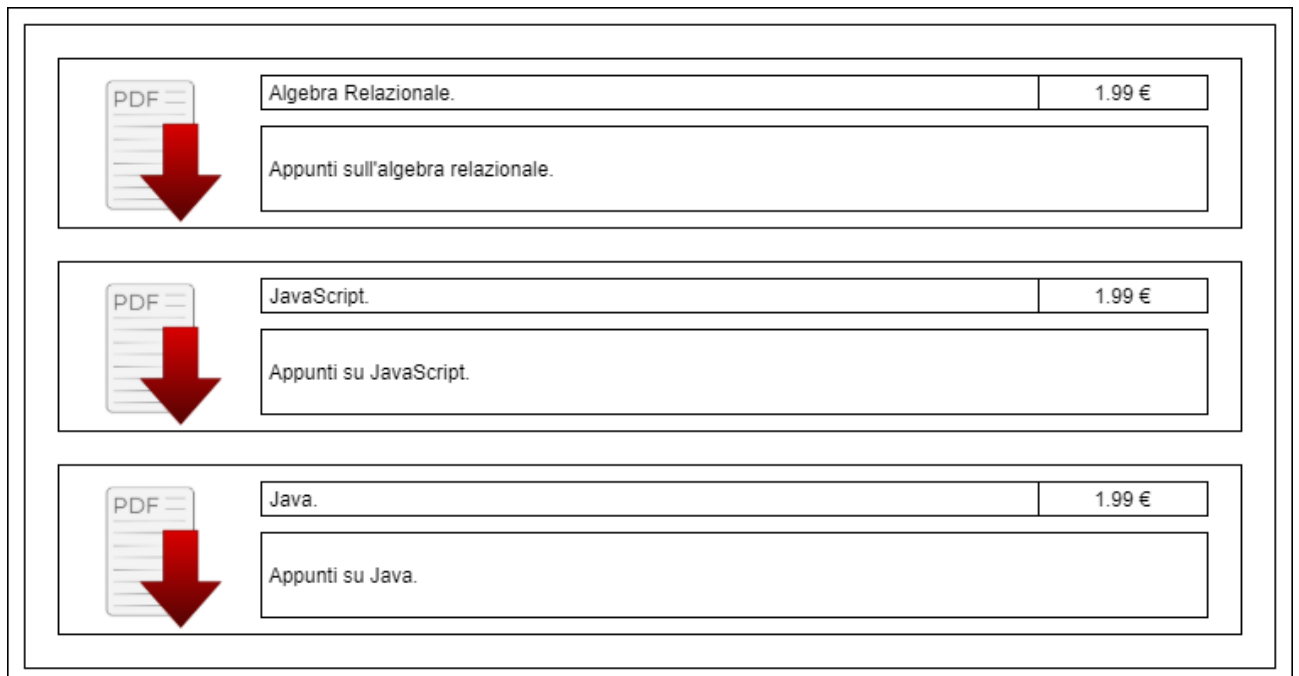 PDF
Algebra Relazionale. 1.99 €
Appunti sull'algebra relazionale.
PDF
JavaScript. 1.99 €
Appunti su JavaScript.
PDF
Java. 1.99 €
Appunti su Java.